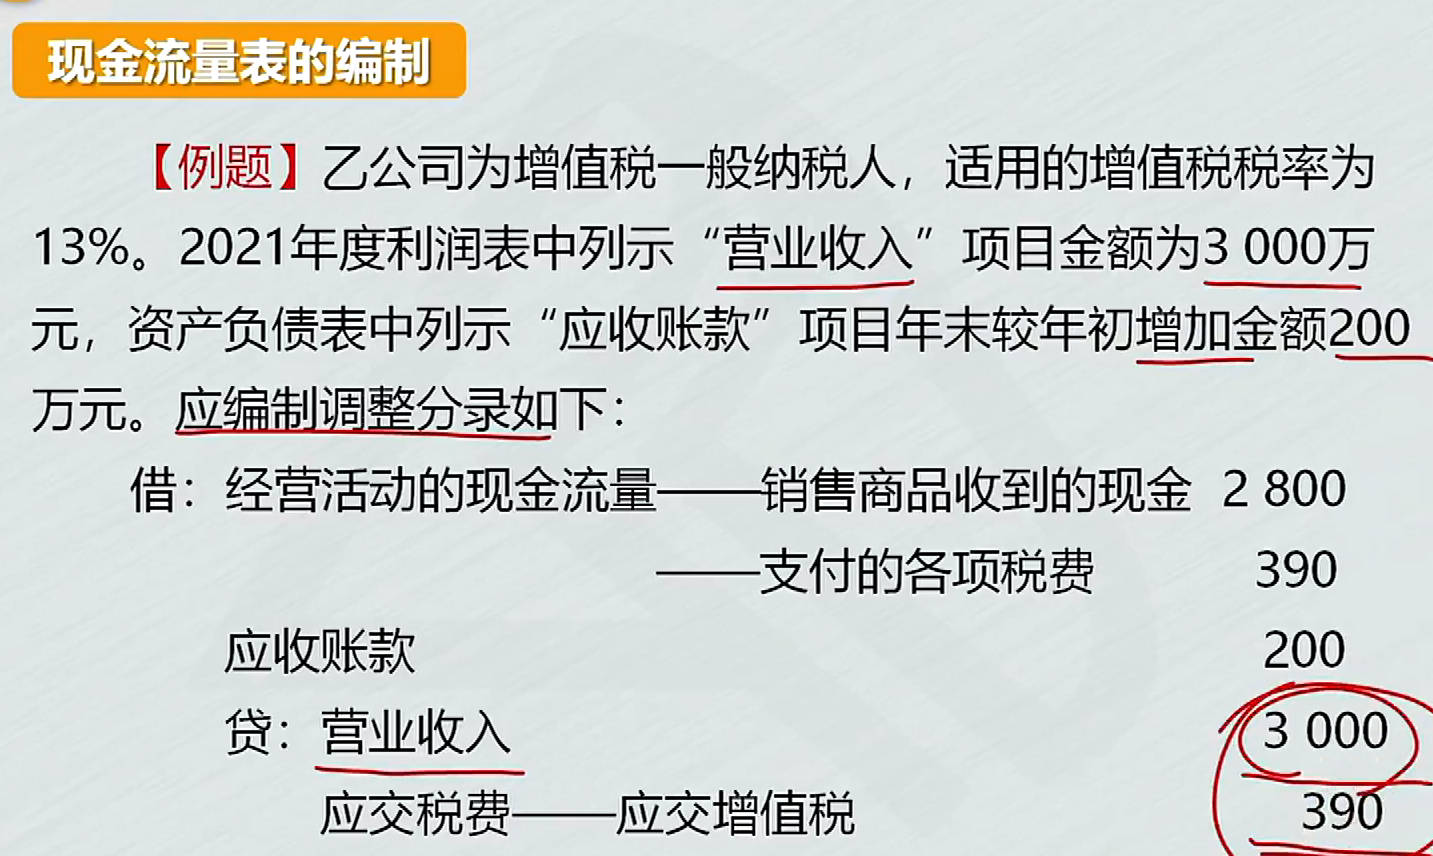 现金流量表的编制
【例题】乙公司为增值税一般纳税人，适用的增值税税率为
13%。2021年度利润表中列示“营业收入”项目金额为3 000万
元，资产负债表中列示“应收账款”项目年末较年初增加金额200
万元。应编制调整分录如下：
借：经营活动的现金流量——销售商品收到的现金 2 800
——支付的各项税费 390
应收账款 200
贷：营业收入 3 000
应交税费——应交增值税 390